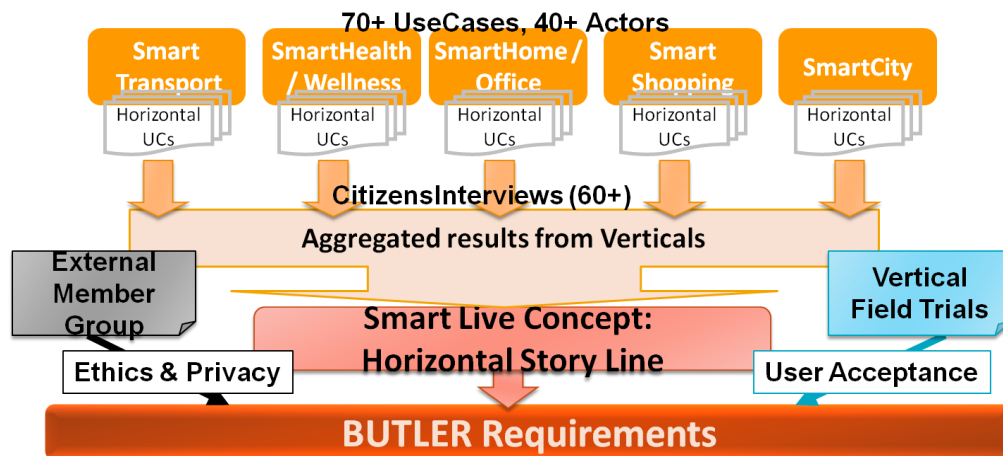 70+ UseCases, 40+ Actors
Smart
Transport
SmartHealth
/ Wellness
SmartHome /
Office
Smart
Shopping
SmartCity
Horizontal
UCs
Horizontal
UCs
Horizontal
UCs
Horizontal
UCs
Horizontal
UCs
CitizensInterviews (60+)
Aggregated results from Verticals
External
Member
Group
Vertical
Field Trials
Smart Live Concept:
Horizontal Story Line
Ethics & Privacy
User Acceptance
BUTLER Requirements